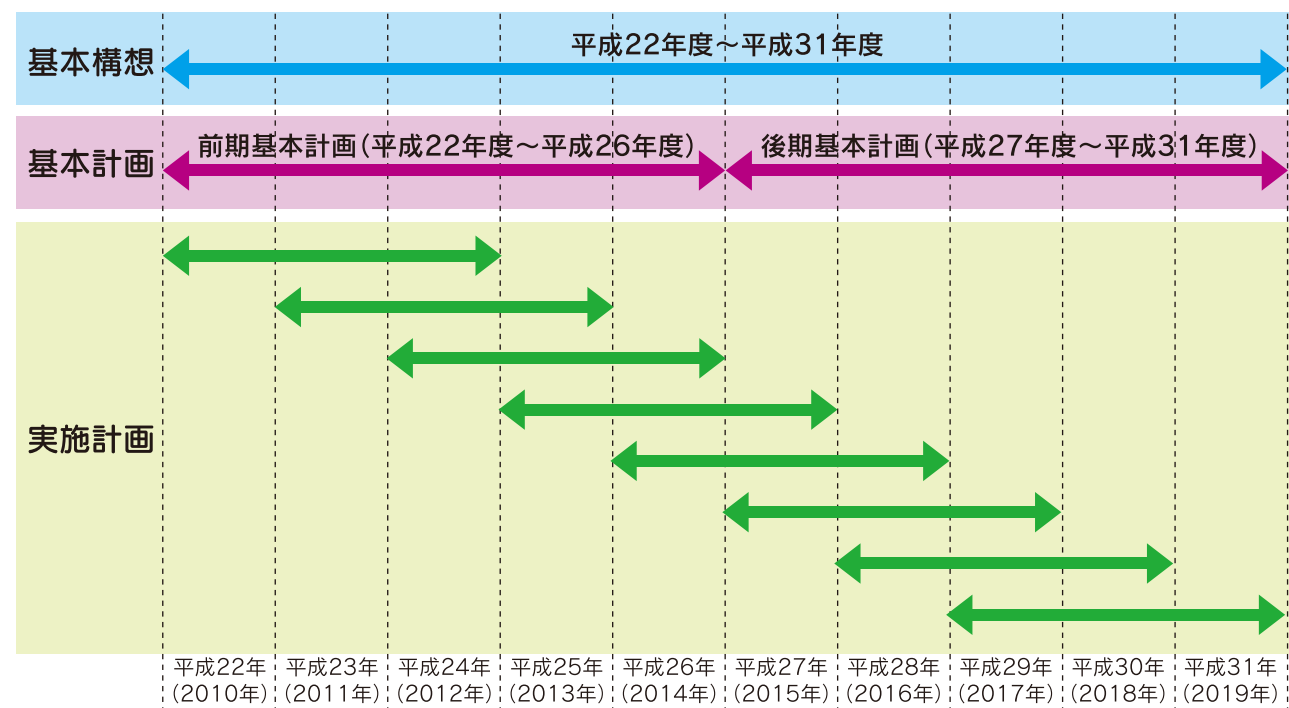 基本構想
平成22年度～平成31年度
基本計画
前期基本計画(平成22年度～平成26年度)
後期基本計画(平成27年度～平成31年度)
実施計画
平成22年
(2010年)
平成23年
(2011年)
平成24年
(2012年)
平成25年
(2013年)
平成26年
(2014年)
平成27年
(2015年)
平成28年
(2016年)
平成29年
(2017年)
平成30年
(2018年)
平成31年
(2019年)